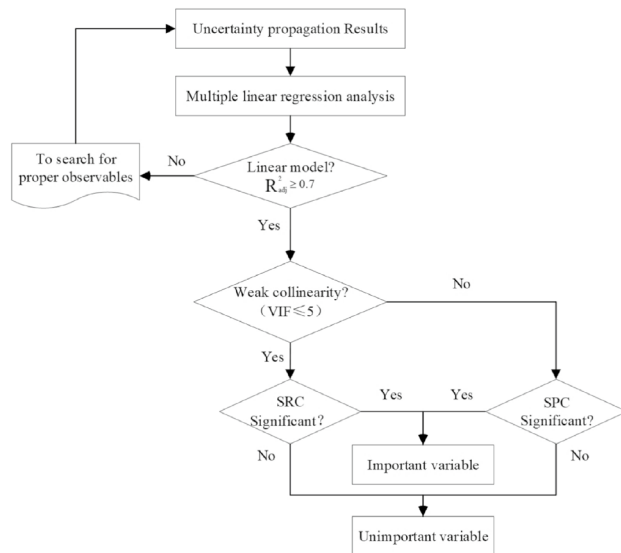 Uncertainty propagation Results
Multiple linear regression analysis
To search for
proper observables
No
Linear model?
R²adj ≥ 0.7
Yes
Weak collinearity?
（VIF≦5）
No
Yes
SRC
Significant?
Yes
Yes
SPC
Significant?
No
Important variable
No
Unimportant variable